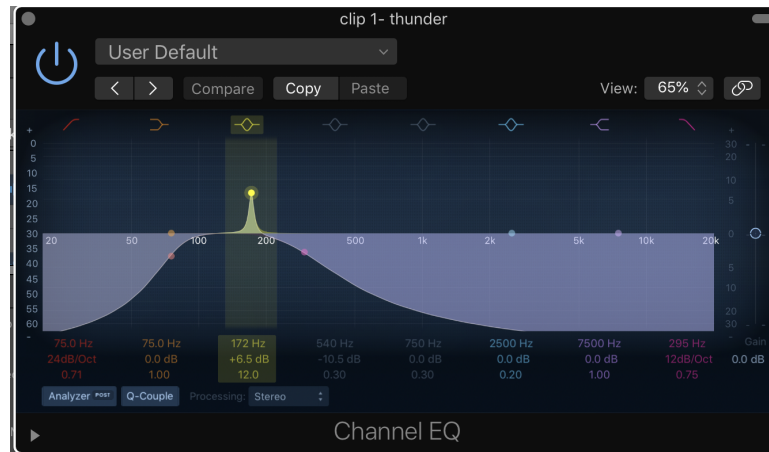 clip 1- thunder
User Default
Compare Copy Paste View: 65%
+ +
0 30
5 20
10 10
15
20 5
25
30 20 50 100 200 500 1k 2k 5k 10k 20k 0
35
40
45 5
50 10
55 20
60 30
- -
75.0 Hz 75.0 Hz 172 Hz 540 Hz 750 Hz 2500 Hz 7500 Hz 295 Hz Gain
24dB/Oct 0.0 dB +6.5 dB -10.5 dB 0.0 dB 0.0 dB 0.0 dB 12dB/Oct 0.0 dB
0.71 1.00 12.0 0.30 0.30 0.20 1.00 0.75
Analyzer POST Q-Couple Processing: Stereo
Channel EQ